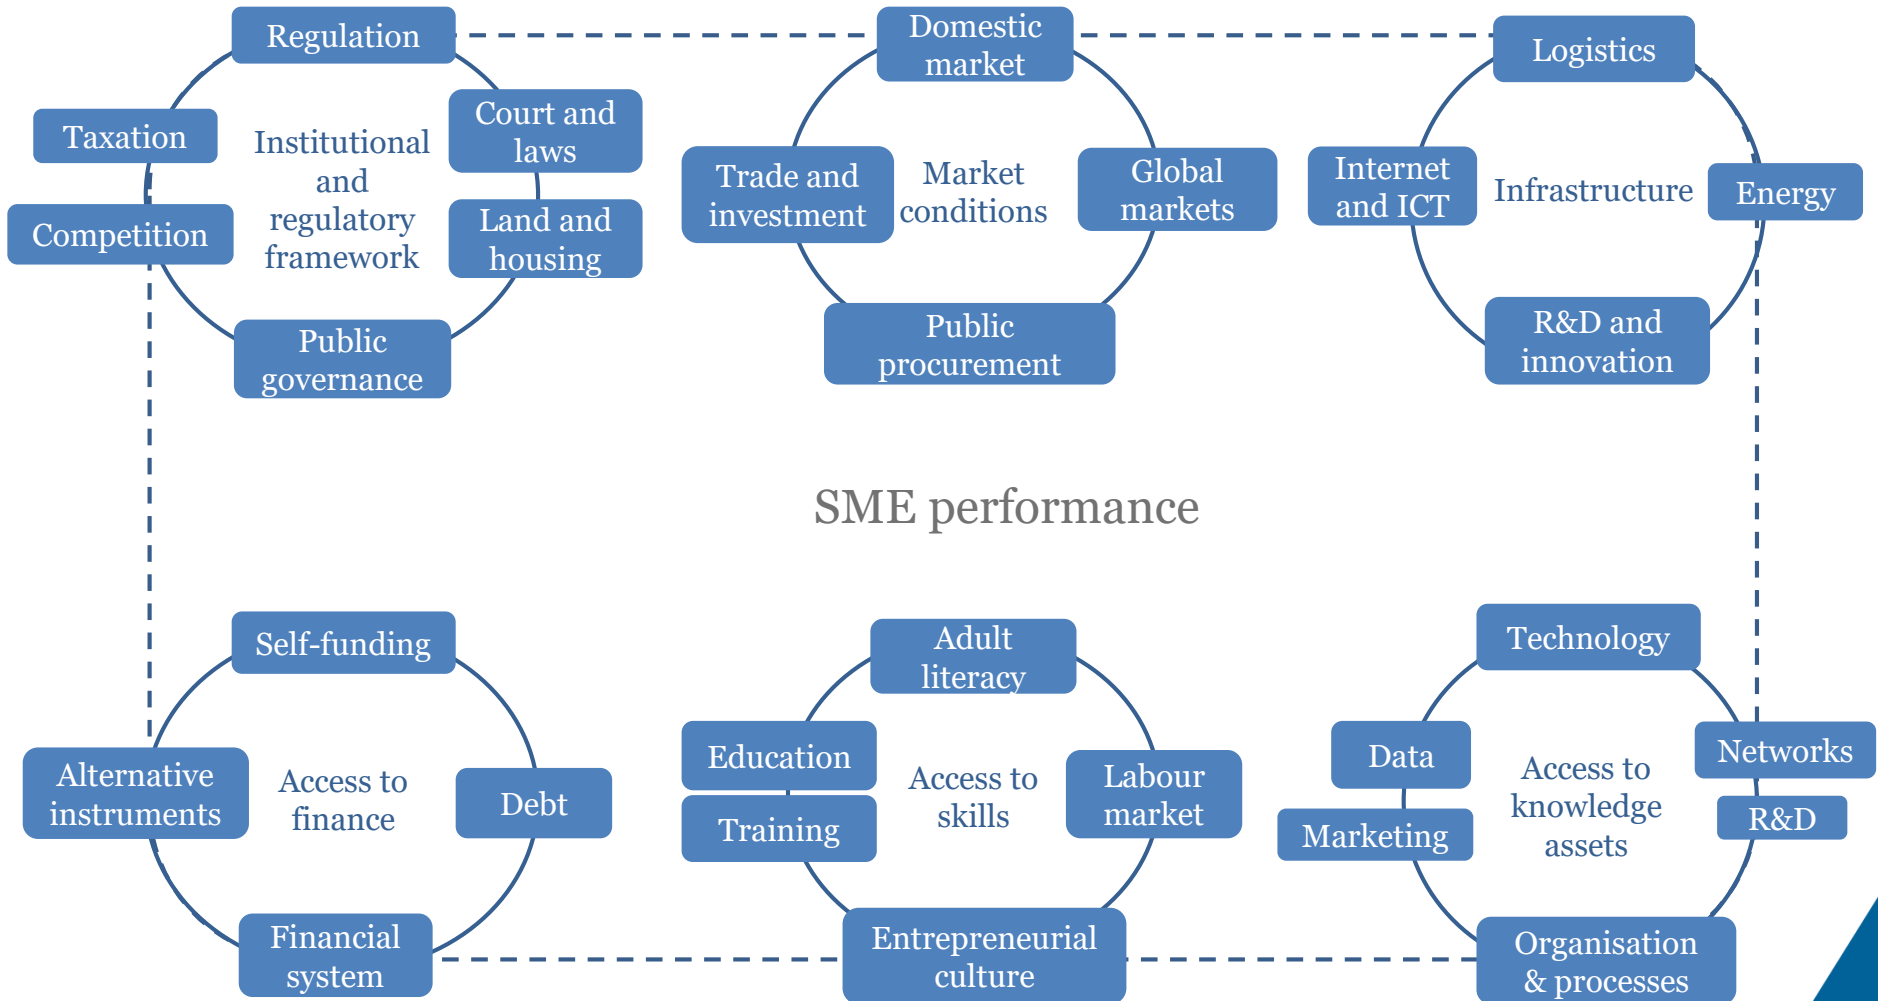 Regulation
Taxation
Competition
Institutional
and
regulatory
framework
Court and
laws
Land and
housing
Public
governance
Domestic
market
Trade and
investment
Market
conditions
Global
markets
Public
procurement
Logistics
Internet
and ICT
Infrastructure
Energy
R&D and
innovation
SME performance
Self-funding
Alternative
instruments
Access to
finance
Debt
Financial
system
Adult
literacy
Education
Training
Access to
skills
Labour
market
Entrepreneurial
culture
Technology
Data
Marketing
Access to
knowledge
assets
Networks
R&D
Organisation
& processes